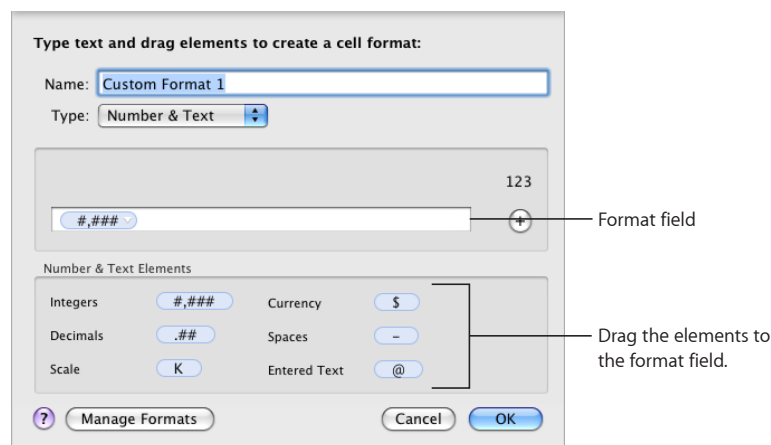 Type text and drag elements to create a cell format:
Name: Custom Format 1
Type: Number & Text
123
#,###
+
Format field
Number & Text Elements
Integers #,### Currency $
Decimals .## Spaces –
Scale K Entered Text @
Drag the elements to
the format field.
? Manage Formats Cancel OK